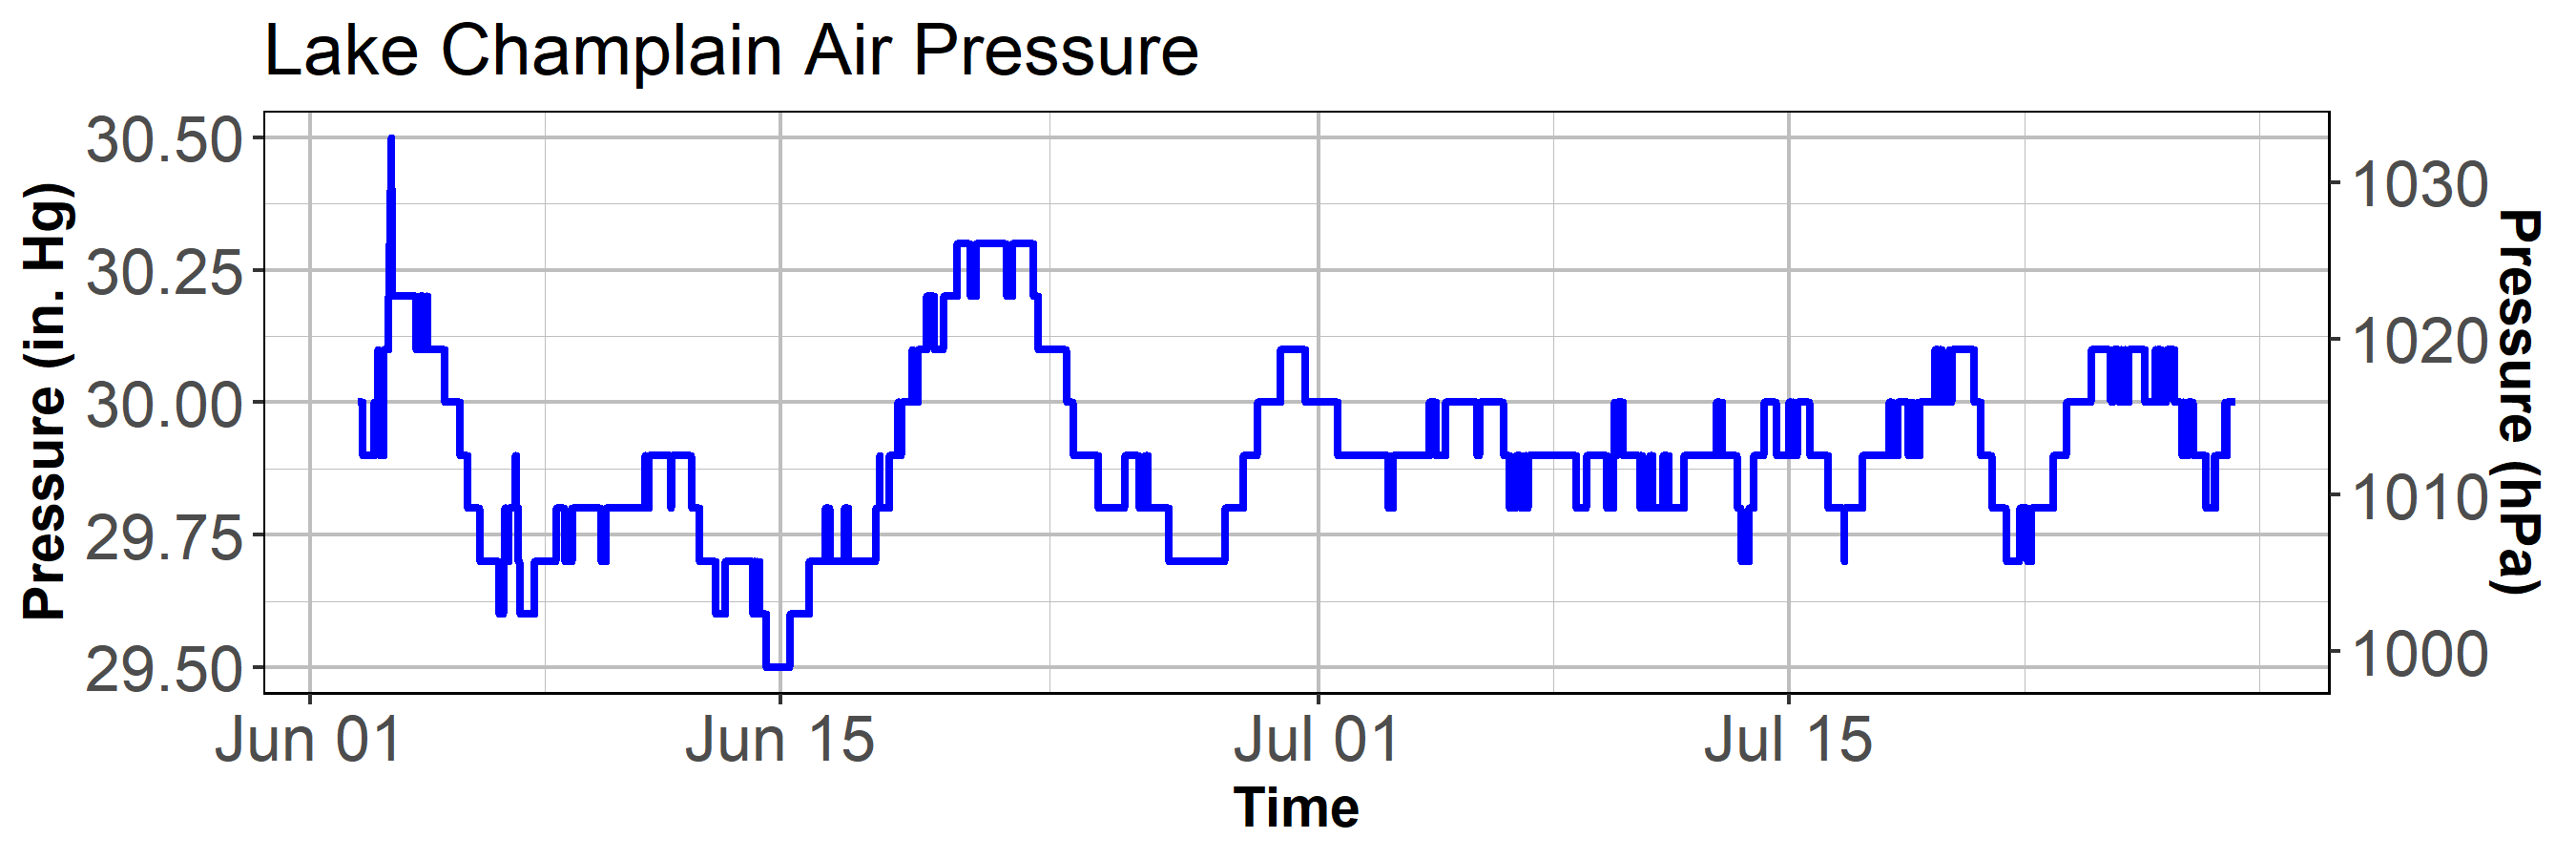 Lake Champlain Air Pressure
Pressure (in. Hg)
30.50
30.25
30.00
29.75
29.50
1030
1020
1010
1000
Pressure (hPa)
Jun 01 Jun 15 Jul 01 Jul 15
Time